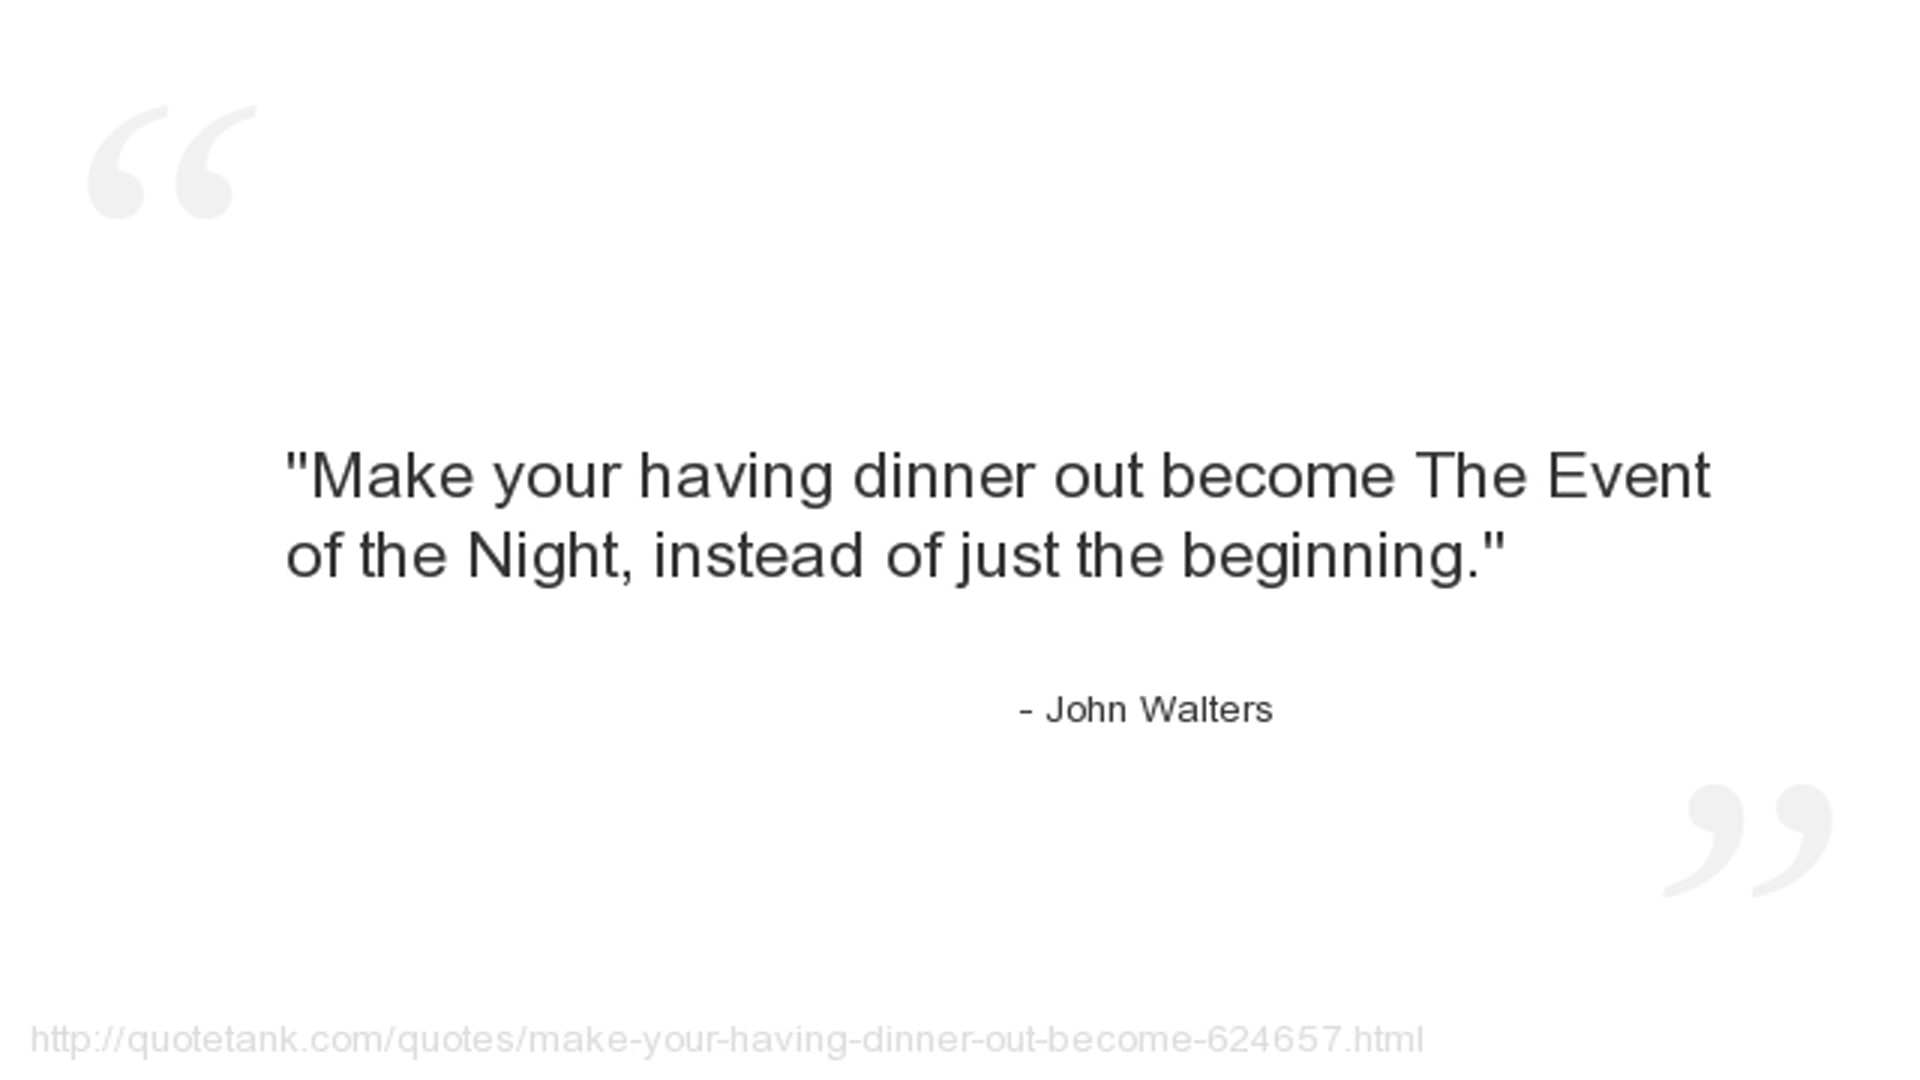 "Make your having dinner out become The Event
of the Night, instead of just the beginning."
- John Walters
http://quotetank.com/quotes/make-your-having-dinner-out-become-624657.html